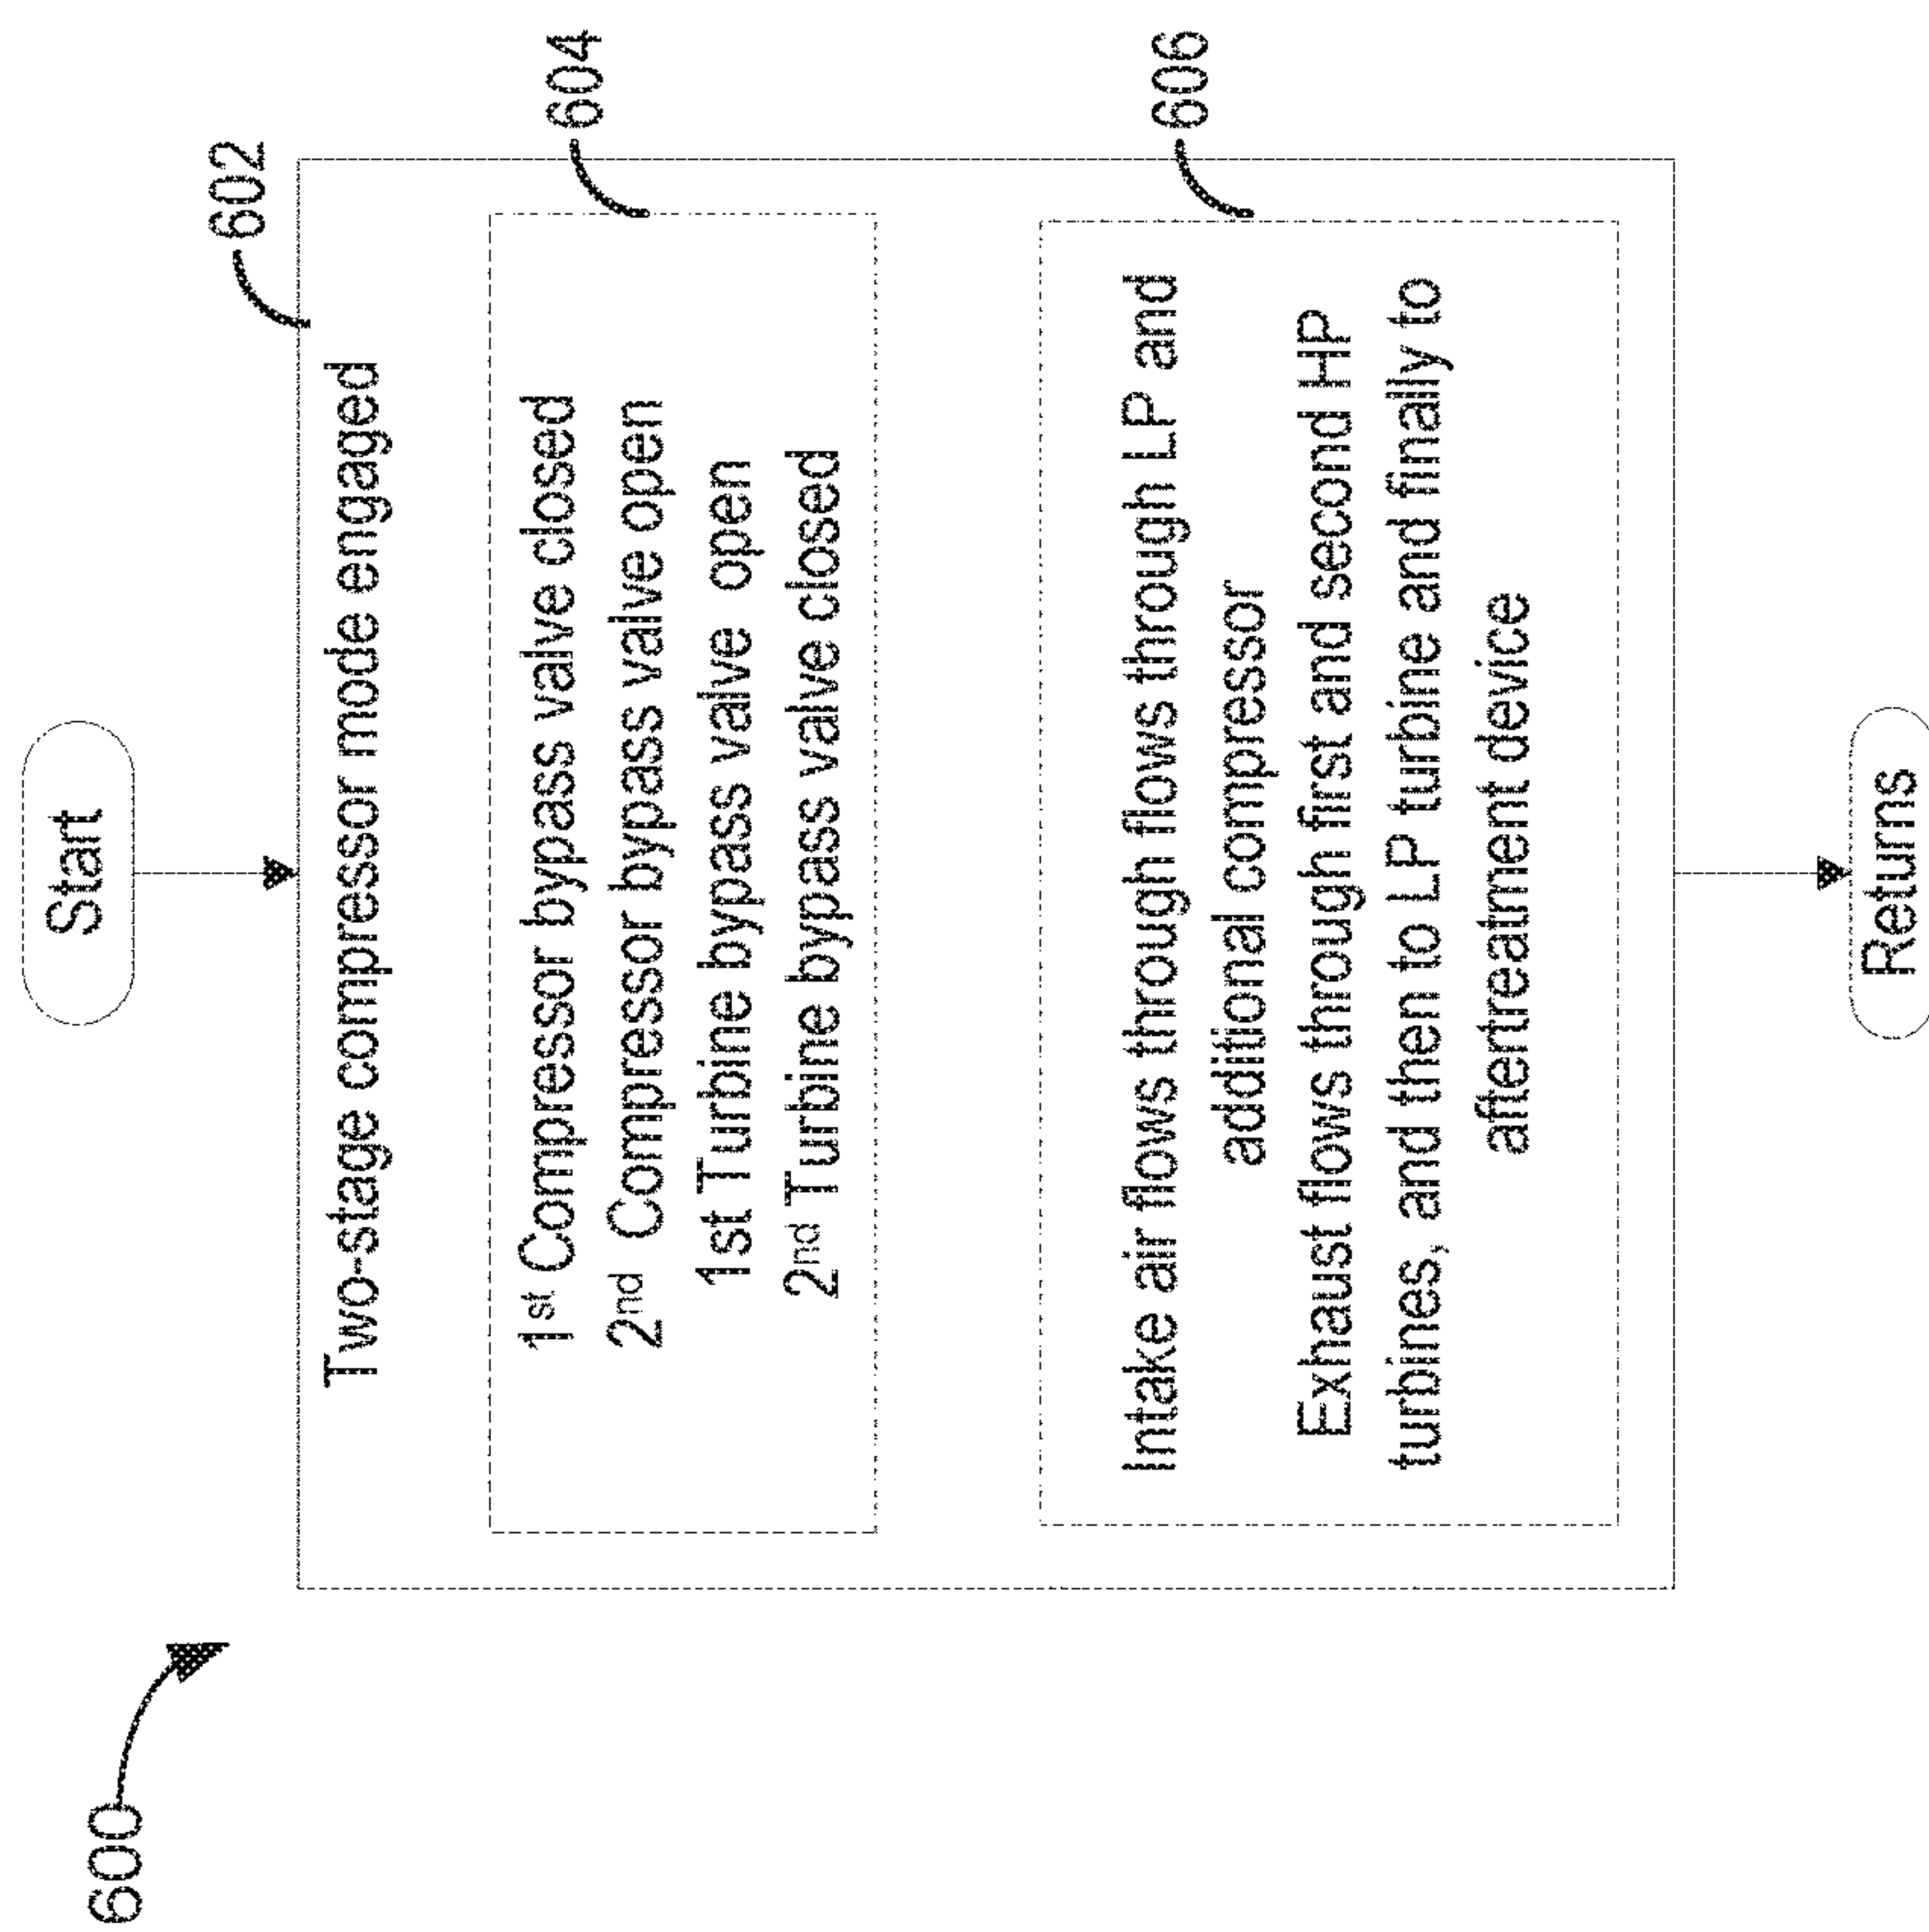 600
Start
602
Two-stage compressor mode engaged
604
1st Compressor bypass valve closed
2nd Compressor bypass valve open
1st Turbine bypass valve open
2nd Turbine bypass valve closed
606
Intake air flows through flows through LP and
additional compressor
Exhaust flows through first and second HP
turbines, and then to LP turbine and finally to
aftertreatment device
Returns